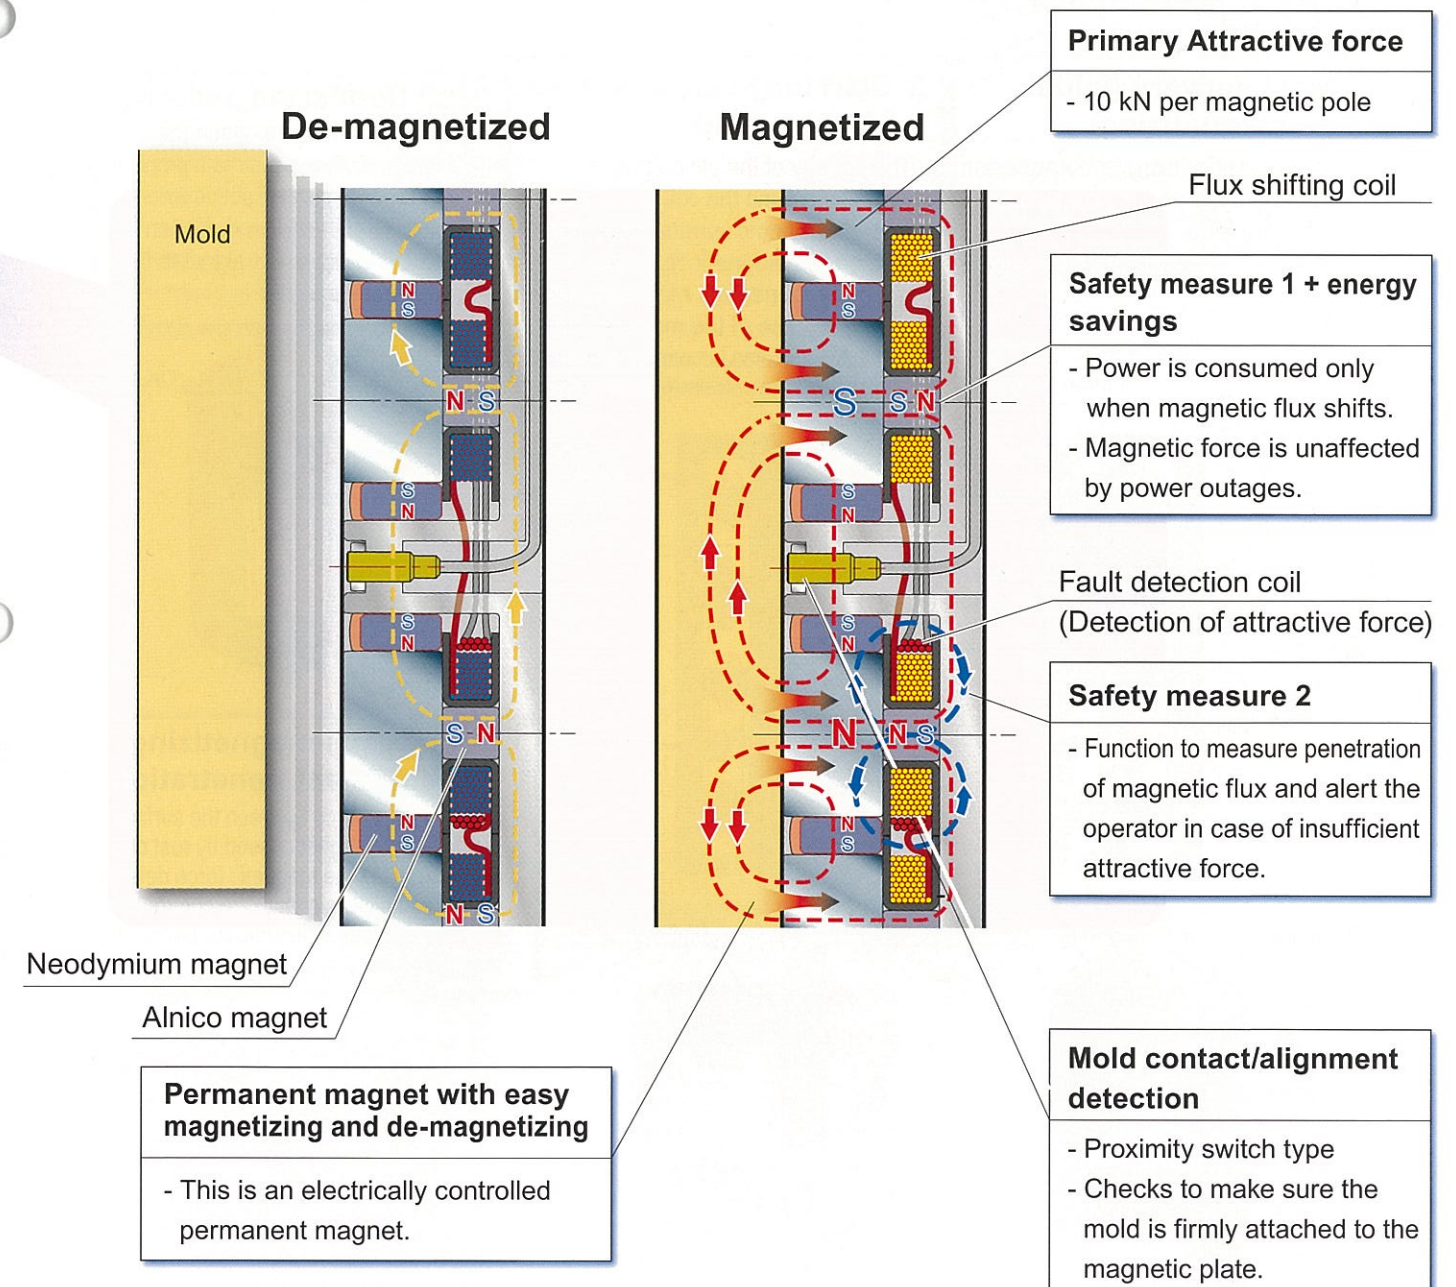 Primary Attractive force
- 10 kN per magnetic pole
De-magnetized
Magnetized
Flux shifting coil
Mold
Safety measure 1 + energy
savings
- Power is consumed only
when magnetic flux shifts.
- Magnetic force is unaffected
by power outages.
N
S
N
S
N S
S
S N
S
N
S
N
Fault detection coil
(Detection of attractive force)
S
N
S
N
Safety measure 2
- Function to measure penetration
of magnetic flux and alert the
operator in case of insufficient
attractive force.
S N
N
N S
N
S
N
S
N S
Neodymium magnet
Alnico magnet
Permanent magnet with easy
magnetizing and de-magnetizing
- This is an electrically controlled
permanent magnet.
Mold contact/alignment
detection
- Proximity switch type
- Checks to make sure the
mold is firmly attached to the
magnetic plate.